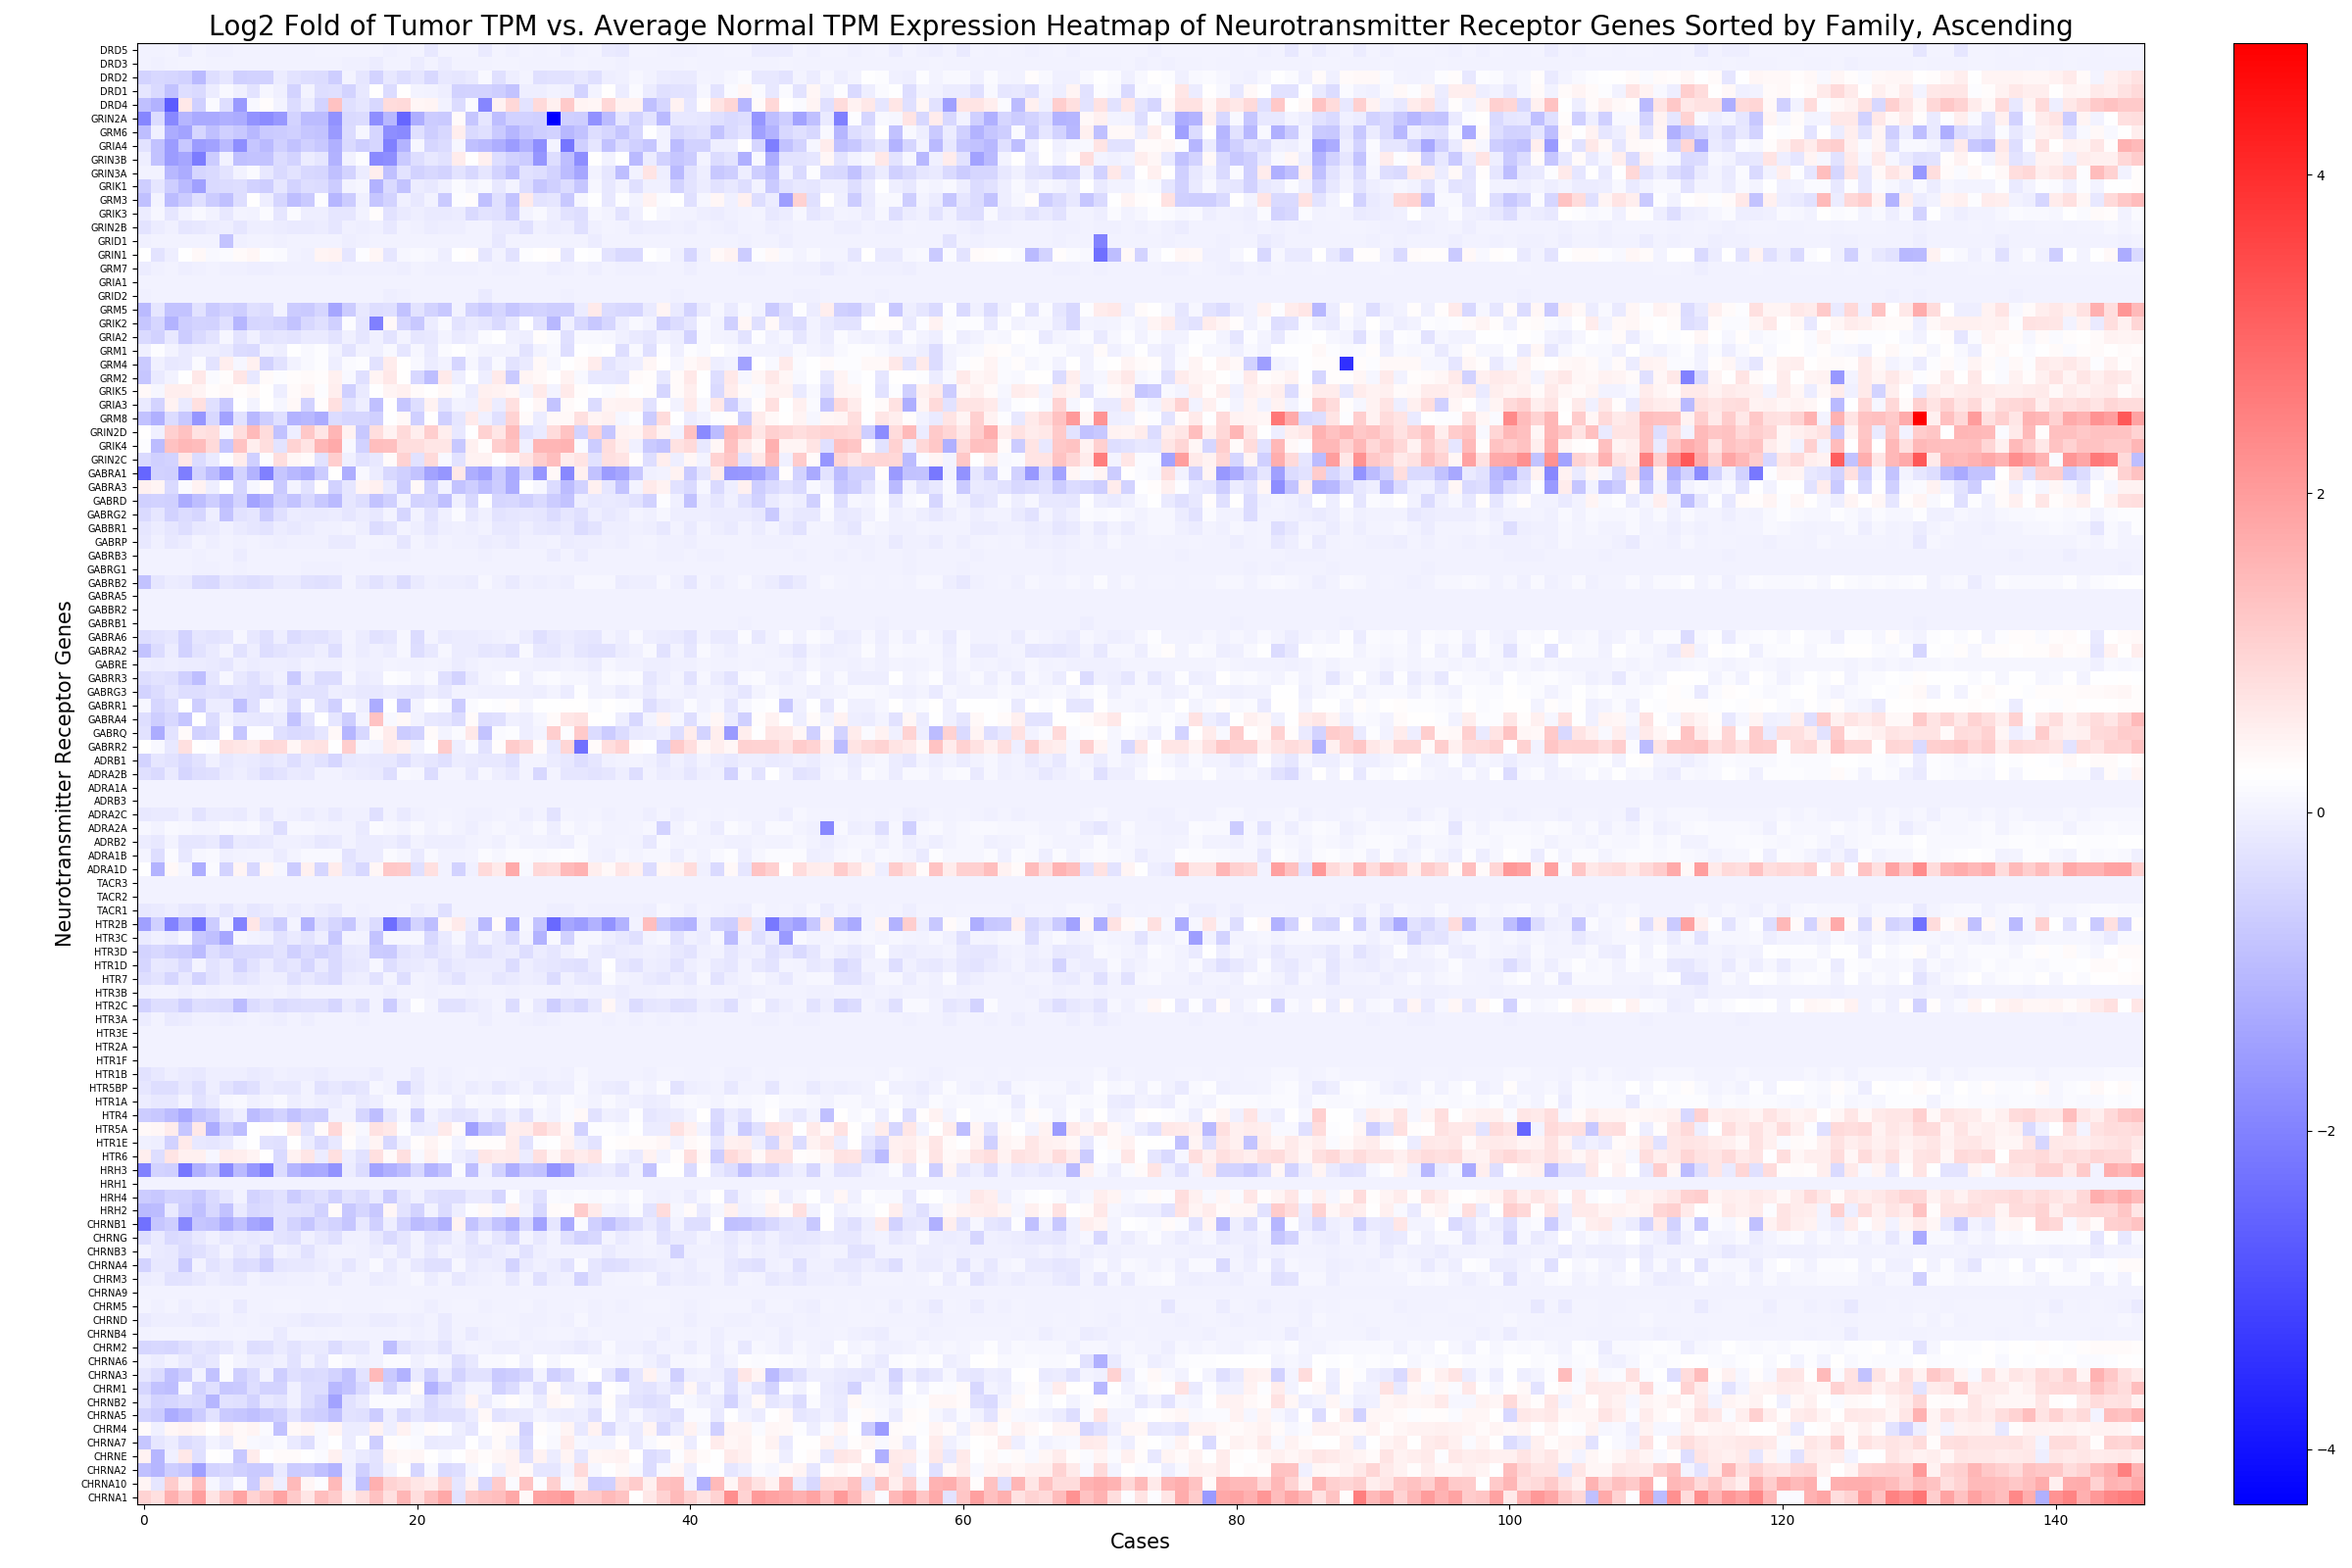 Log2 Fold of Tumor TPM vs. Average Normal TPM Expression Heatmap of Neurotransmitter Receptor Genes Sorted by Family, Ascending
Neurotransmitter Receptor Genes
DRD5
DRD3
DRD2
DRD1
DRD4
GRIN2A
GRM6
GRIA4
GRIN3B
GRIN3A
GRIK1
GRM3
GRIK3
GRIN2B
GRID1
GRIN1
GRM7
GRIA1
GRID2
GRM5
GRIK2
GRIA2
GRM1
GRM4
GRM2
GRIK5
GRIA3
GRM8
GRIN2D
GRIK4
GRIN2C
GABRA1
GABRA3
GABRD
GABRG2
GABBR1
GABRP
GABRB3
GABRG1
GABRB2
GABRA5
GABBR2
GABRB1
GABRA6
GABRA2
GABRE
GABRR3
GABRG3
GABRR1
GABRA4
GABRQ
GABRR2
ADRB1
ADRA2B
ADRA1A
ADRB3
ADRA2C
ADRA2A
ADRB2
ADRA1B
ADRA1D
TACR3
TACR2
TACR1
HTR2B
HTR3C
HTR3D
HTR1D
HTR7
HTR3B
HTR2C
HTR3A
HTR3E
HTR2A
HTR1F
HTR1B
HTR5BP
HTR1A
HTR4
HTR5A
HTR1E
HTR6
HRH3
HRH1
HRH4
HRH2
CHRNB1
CHRNG
CHRNB3
CHRNA4
CHRM3
CHRNA9
CHRM5
CHRND
CHRNB4
CHRM2
CHRNA6
CHRNA3
CHRM1
CHRNB2
CHRNA5
CHRM4
CHRNA7
CHRNE
CHRNA2
CHRNA10
CHRNA1
0 20 40 60 80 100 120 140
Cases
4
2
0
−2
−4